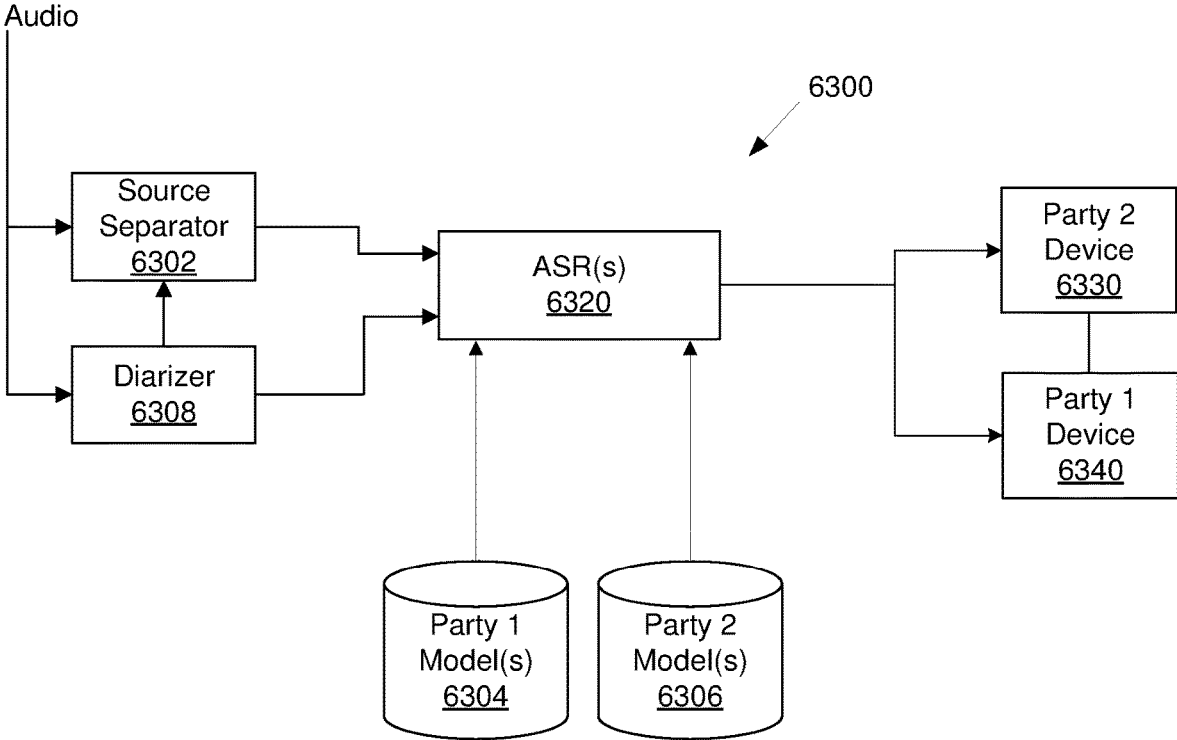 Audio
6300
Source
Separator
6302
Diarizer
6308
ASR(s)
6320
Party 2
Device
6330
Party 1
Device
6340
Party 1
Model(s)
6304
Party 2
Model(s)
6306